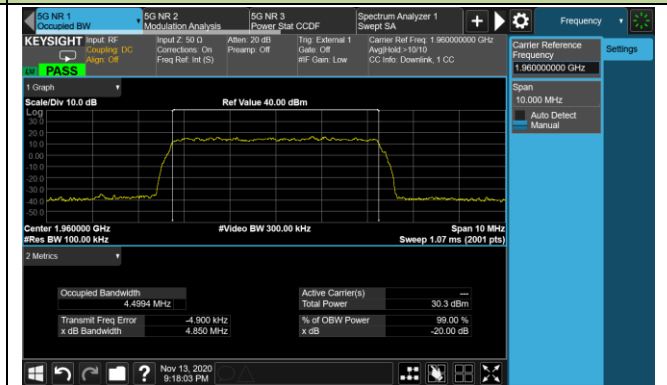 5G NR 1
Occupied BW
5G NR 2
Modulation Analysis
5G NR 3
Power Stat CCDF
Spectrum Analyzer 1
Swept SA
Frequency
KEYSIGHT
Input: RF
Coupling: DC
Align: Off
Input Z: 50 Ω
Corrections: On
Freq Ref: Int (S)
Atten: 20 dB
Preamp: Off
Trig: External 1
Gate: Off
#IF Gain: Low
Carrier Ref Freq: 1.960000000 GHz
Avg|Hold:>10/10
CC Info: Downlink, 1 CC
PASS
Carrier Reference
Frequency
1.960000000 GHz
Settings
Span
10.000 MHz
Auto Detect
Manual
1 Graph
Scale/Div 10.0 dB
Ref Value 40.00 dBm
Log
30.0
20.0
10.0
0.00
-10.0
-20.0
-30.0
-40.0
-50.0
Center 1.960000 GHz
#Video BW 300.00 kHz
Span 10 MHz
#Res BW 100.00 kHz
Sweep 1.07 ms (2001 pts)
2 Metrics
Occupied Bandwidth
4.4994 MHz
Active Carrier(s)
---
Total Power
30.3 dBm
Transmit Freq Error
-4.900 kHz
% of OBW Power
99.00 %
x dB Bandwidth
4.850 MHz
x dB
-20.00 dB
?
Nov 13, 2020
9:18:03 PM